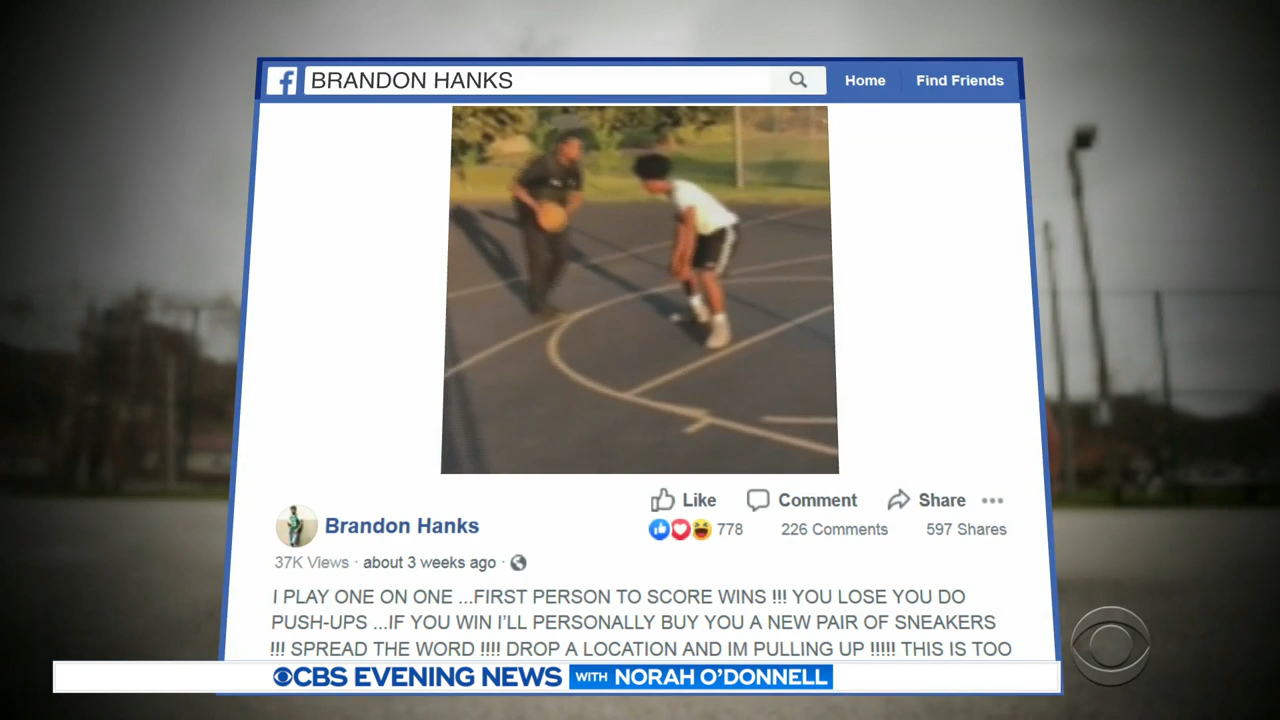 BRANDON HANKS
Home
Find Friends
Like
Comment
Share
778
226 Comments
597 Shares
Brandon Hanks
37K Views · about 3 weeks ago ·
I PLAY ONE ON ONE ...FIRST PERSON TO SCORE WINS !!! YOU LOSE YOU DO
PUSH-UPS ...IF YOU WIN I'LL PERSONALLY BUY YOU A NEW PAIR OF SNEAKERS
!!! SPREAD THE WORD !!!! DROP A LOCATION AND IM PULLING UP !!!!! THIS IS TOO
CBS EVENING NEWS WITH NORAH O'DONNELL